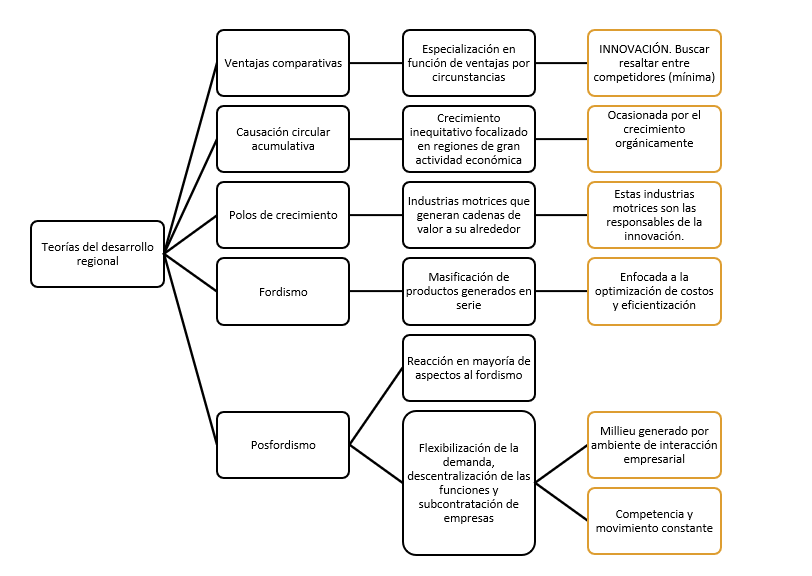 Teorías del desarrollo
regional
Ventajas comparativas
Especialización en
función de ventajas por
circunstancias
INNOVACIÓN. Buscar
resaltar entre
competidores (mínima)
Causación circular
acumulativa
Crecimiento
inequitativo focalizado
en regiones de gran
actividad económica
Ocasionada por el
crecimiento
orgánicamente
Polos de crecimiento
Industrias motrices que
generan cadenas de
valor a su alrededor
Estas industrias
motrices son las
responsables de la
innovación.
Fordismo
Masificación de
productos generados en
serie
Enfocada a la
optimización de costos
y eficientización
Posfordismo
Reacción en mayoría de
aspectos al fordismo
Flexibilización de la
demanda,
descentralización de las
funciones y
subcontratación de
empresas
Millieu generado por
ambiente de interacción
empresarial
Competencia y
movimiento constante